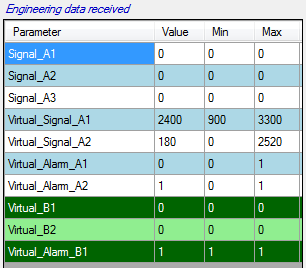 Engineering data received
Parameter Value Min Max
Signal_A1 0 0 0
Signal_A2 0 0 0
Signal_A3 0 0 0
Virtual_Signal_A1 2400 900 3300
Virtual_Signal_A2 180 0 2520
Virtual_Alarm_A1 0 0 1
Virtual_Alarm_A2 1 0 1
Virtual_B1 0 0 0
Virtual_B2 0 0 0
Virtual_Alarm_B1 1 1 1